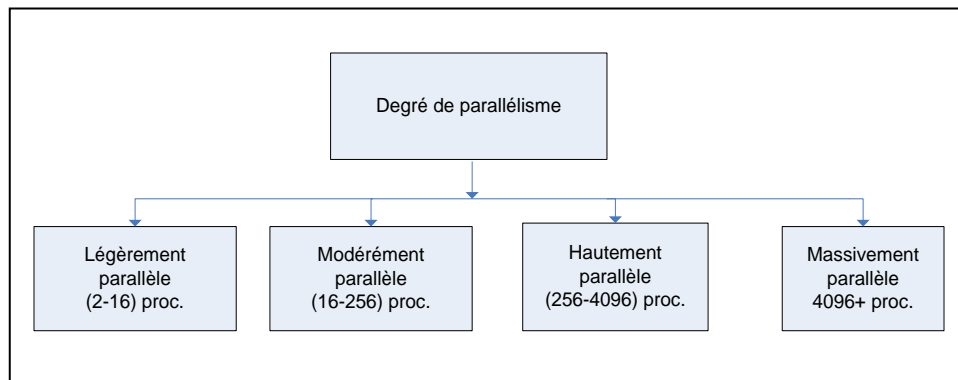 Degré de parallélisme
Légèrement
parallèle
(2-16) proc.
Modérément
parallèle
(16-256) proc.
Hautement
parallèle
(256-4096) proc.
Massivement
parallèle
4096+ proc.